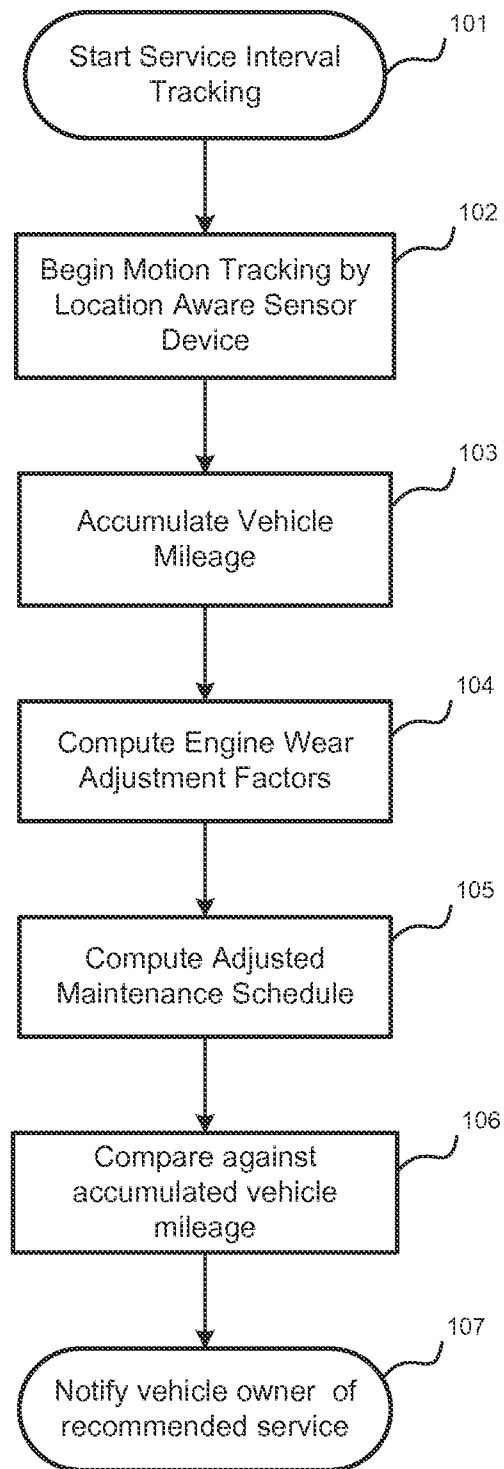 101
Start Service Interval
Tracking
102
Begin Motion Tracking by
Location Aware Sensor
Device
103
Accumulate Vehicle
Mileage
104
Compute Engine Wear
Adjustment Factors
105
Compute Adjusted
Maintenance Schedule
106
Compare against
accumulated vehicle
mileage
107
Notify vehicle owner of
recommended service